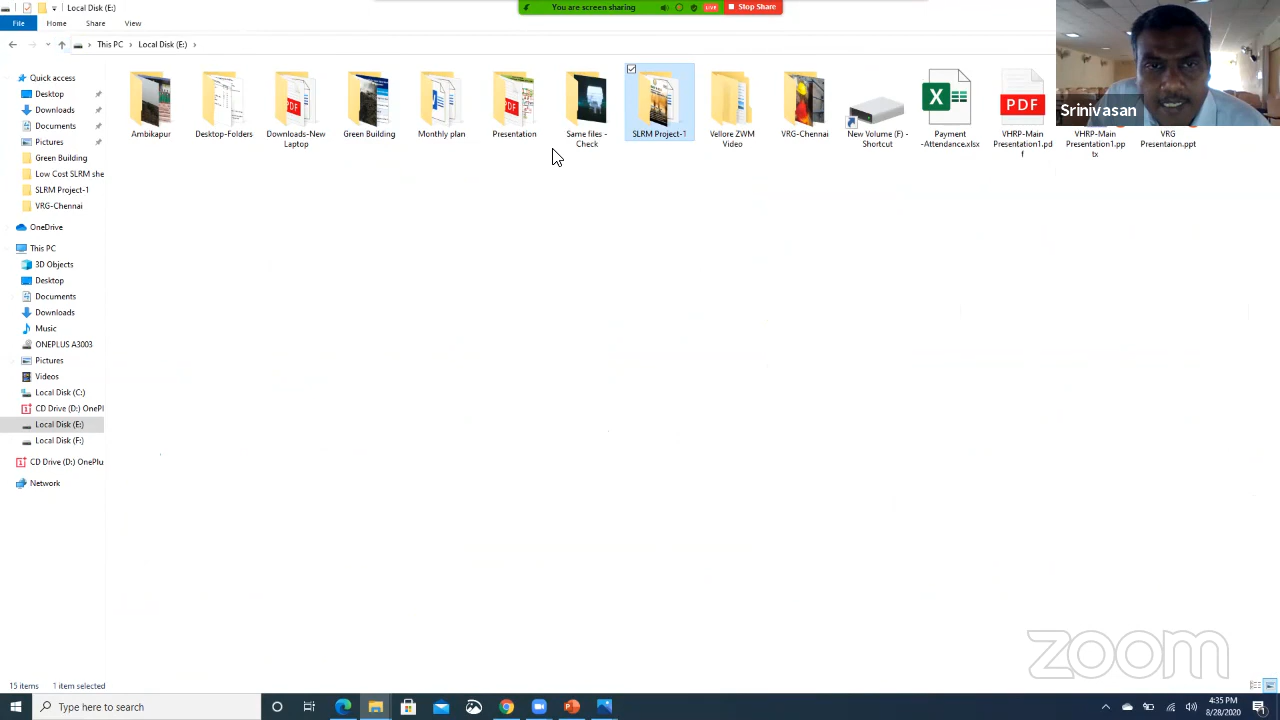 Local Disk (E:)
You are screen sharing
LIVE
Stop Share
File
Home
Share
View
This PC
Local Disk (E:)
Srinivasan
Quick access
Desktop
Downloads
Documents
Pictures
Green Building
Low Cost SLRM she
SLRM Project-1
VRG-Chennai
OneDrive
This PC
3D Objects
Desktop
Documents
Downloads
Music
ONEPLUS A3003
Pictures
Videos
Local Disk (C:)
CD Drive (D:) OnePl
Local Disk (E:)
Local Disk (F:)
CD Drive (D:) OnePlu
Network
Ambikapur
Desktop-Folders
Downloads-New
Laptop
PDF
Green Building
Monthly plan
Presentation
PDF
Same files -
Check
SLRM Project-1
Vellore ZWM
Video
VRG-Chennai
New Volume (F) -
Shortcut
X
Payment
-Attendance.xlsx
PDF
VHRP-Main
Presentation1.pd
f
VHRP-Main
Presentation1.pp
tx
VRG
Presentaion.ppt
zoom
15 items
1 item selected
Type here to search
4:35 PM
8/28/2020